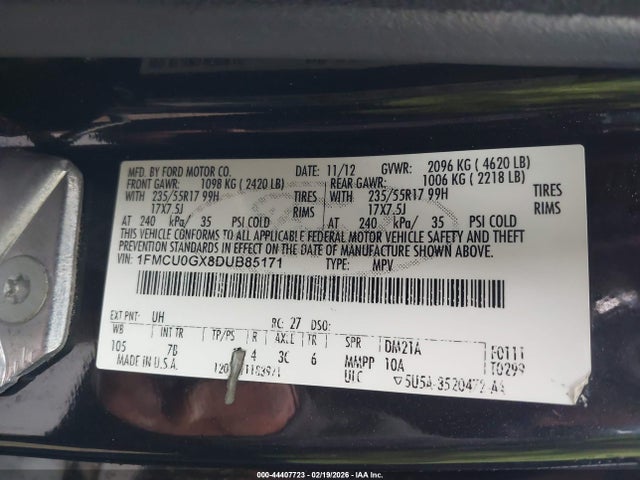 MFD. BY FORD MOTOR CO. DATE: 11/12 GVWR: 2096 KG ( 4620 LB)
FRONT GAWR: 1098 KG ( 2420 LB) REAR GAWR: 1006 KG ( 2218 LB)
WITH 235/55R17 99H TIRES WITH 235/55R17 99H TIRES
17X7.5J RIMS 17X7.5J RIMS
AT 240 kPa/ 35 PSI COLD AT 240 kPa/ 35 PSI COLD
THIS VEHICLE CONFORMS TO ALL APPLICABLE FEDERAL MOTOR VEHICLE SAFETY AND THEFT
PREVENTION STANDARDS IN EFFECT ON THE DATE OF MANUFACTURE SHOWN ABOVE.
VIN: 1FMCU0GX8DUB85171 TYPE: MPV
EXT PNT: UH RC: 27 DSO:
WB INT TR TP/PS R AXLE TR SPR DM21A F0111
105 7B 4 3C 6 MMPP 10A T0299
MADE IN U.S.A. ULC
000-44407723 - 02/19/2026 - IAAI, Inc.